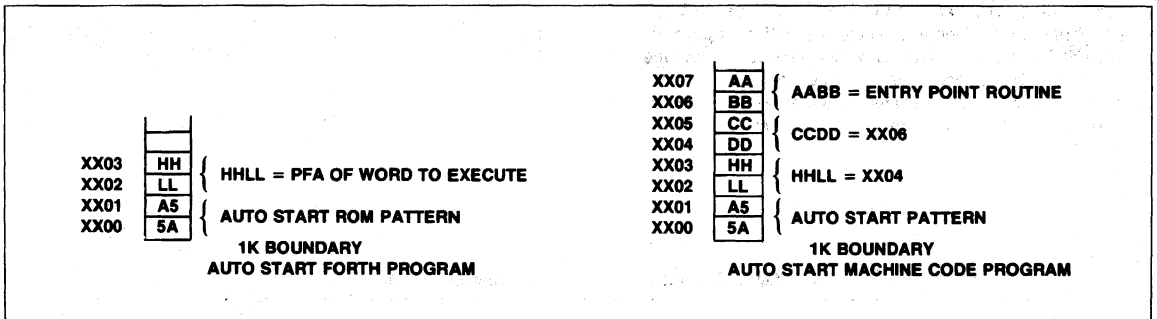 XX03 HH
XX02 LL
HHLL = PFA OF WORD TO EXECUTE
XX01 A5
XX00 5A
AUTO START ROM PATTERN
1K BOUNDARY
AUTO START FORTH PROGRAM
XX07 AA
XX06 BB
AABB = ENTRY POINT ROUTINE
XX05 CC
XX04 DD
CCDD = XX06
XX03 HH
XX02 LL
HHLL = XX04
XX01 A5
XX00 5A
AUTO START PATTERN
1K BOUNDARY
AUTO START MACHINE CODE PROGRAM